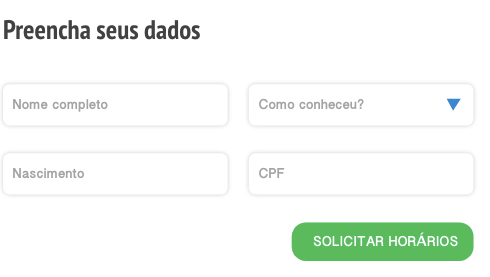 Preencha seus dados
Nome completo
Como conheceu?
Nascimento
CPF
SOLICITAR HORÁRIOS